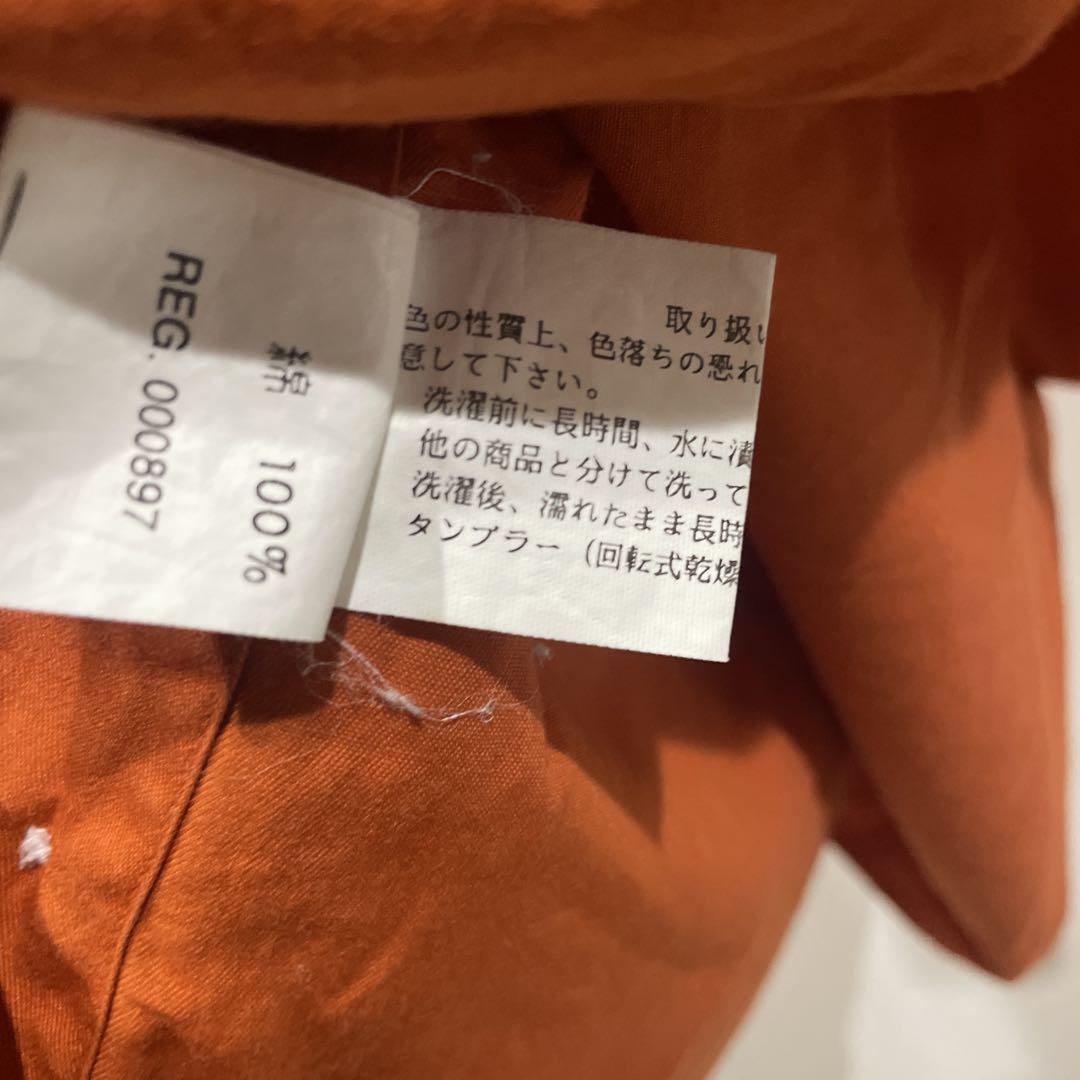 REG. 000897
綿 100%
取り扱い
色の性質上、色落ちの恐れ
意して下さい。
洗濯前に長時間、水に漬
他の商品と分けて洗って
洗濯後、濡れたまま長時
タンブラー（回転式乾燥